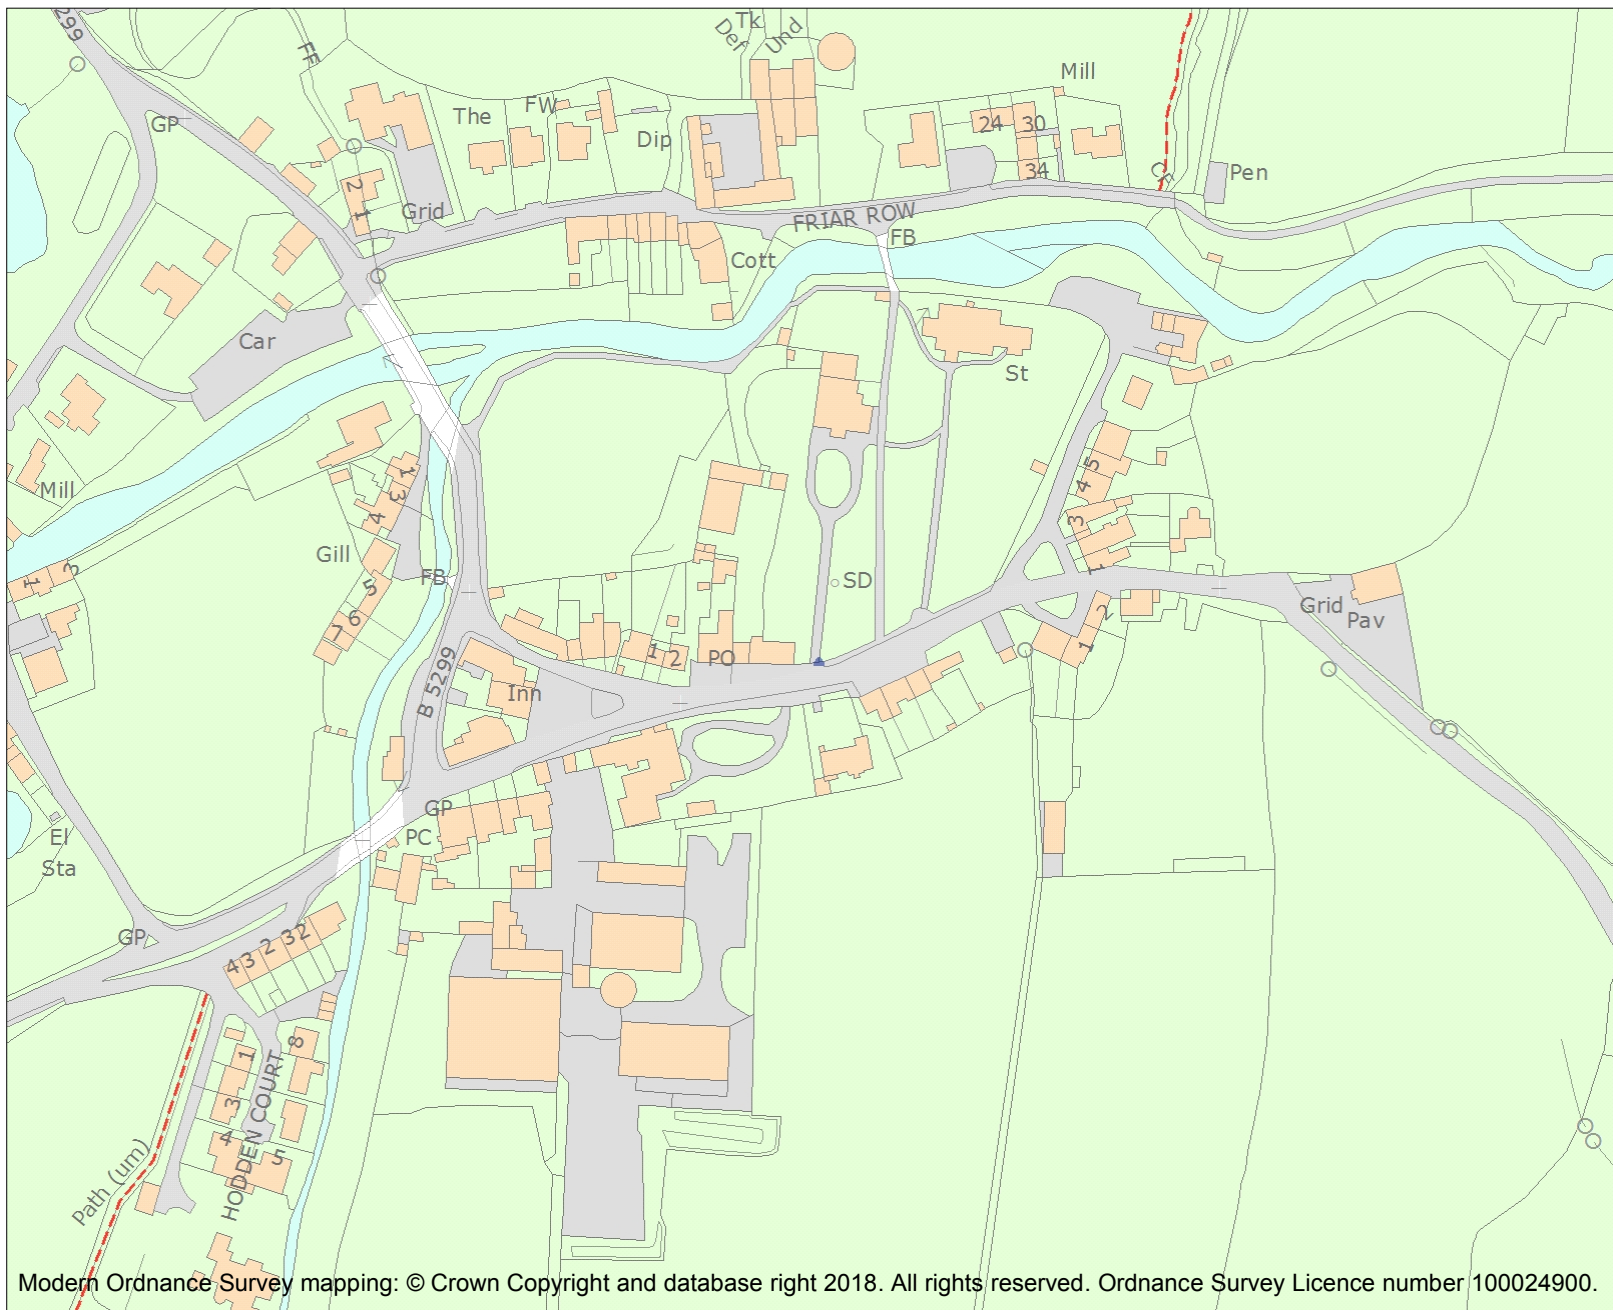 299
FF
Tk
Def
Und
Mill
GP
The
FW
Dip
24
30
34
CF
Pen
2
1
Grid
FRIAR ROW
FB
Cott
Car
St
Mill
1
3
4
5
4
3
1
Gill
FB
5
6
7
1
3
SD
Grid
Pav
2
1
1
2
PO
B 5299
Inn
GP
PC
El
Sta
GP
4
3
2
3
2
1
8
3
4
5
HODDEN COURT
Path (um)
Modern Ordnance Survey mapping: © Crown Copyright and database right 2018. All rights reserved. Ordnance Survey Licence number 100024900.